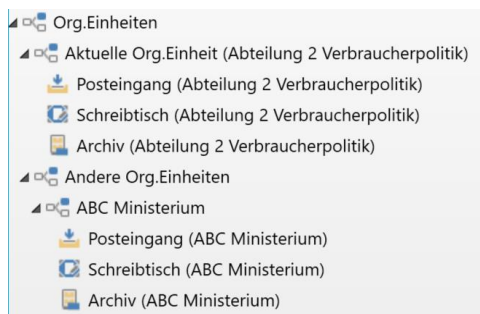 Org.Einheiten
Aktuelle Org.Einheit (Abteilung 2 Verbraucherpolitik)
Posteingang (Abteilung 2 Verbraucherpolitik)
Schreibtisch (Abteilung 2 Verbraucherpolitik)
Archiv (Abteilung 2 Verbraucherpolitik)
Andere Org.Einheiten
ABC Ministerium
Posteingang (ABC Ministerium)
Schreibtisch (ABC Ministerium)
Archiv (ABC Ministerium)